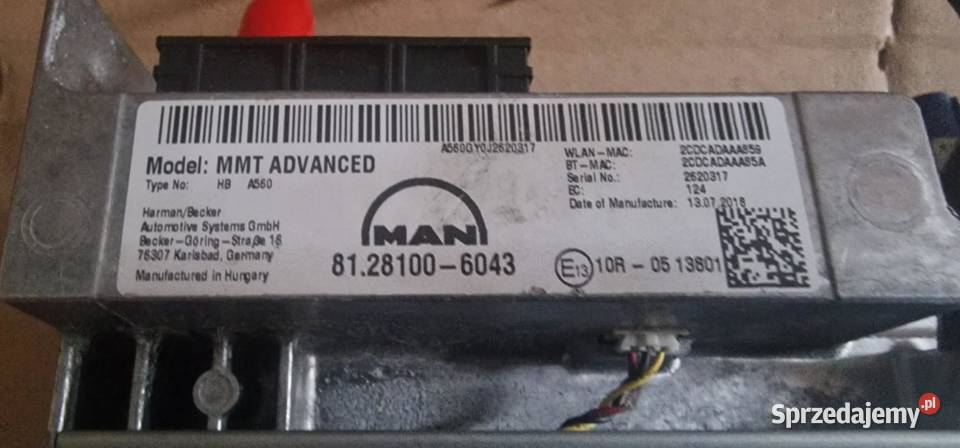 A560GY0J2620317
Model: MMT ADVANCED
Type No: HB A560
Harman/Becker
Automotive Systems GmbH
Becker-Göring-Straße 16
76307 Karlsbad, Germany
Manufactured in Hungary
MAN
81.28100-6043
WLAN-MAC: 2CDCADAAA859
BT-MAC: 2CDCADAAA85A
Serial No.: 2620317
EC: 124
Date of Manufacture: 13.07.2018
E13 10R - 05 13801
Sprzedajemy.pl